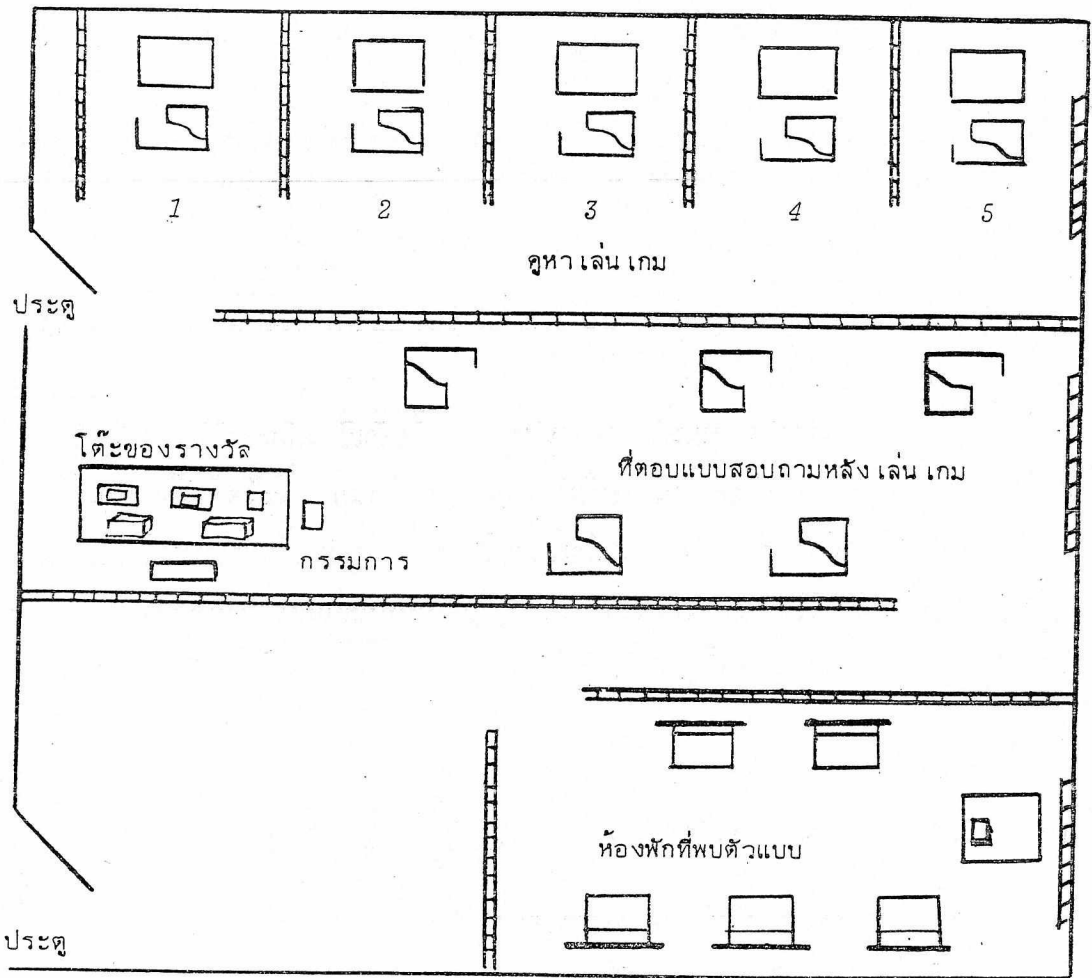 1 2 3 4 5
คูหาเล่นเกม
ประตู
โต๊ะของรางวัล
ที่ตอบแบบสอบถามหลังเล่นเกม
กรรมการ
ห้องพักที่พบตัวแบบ
ประตู